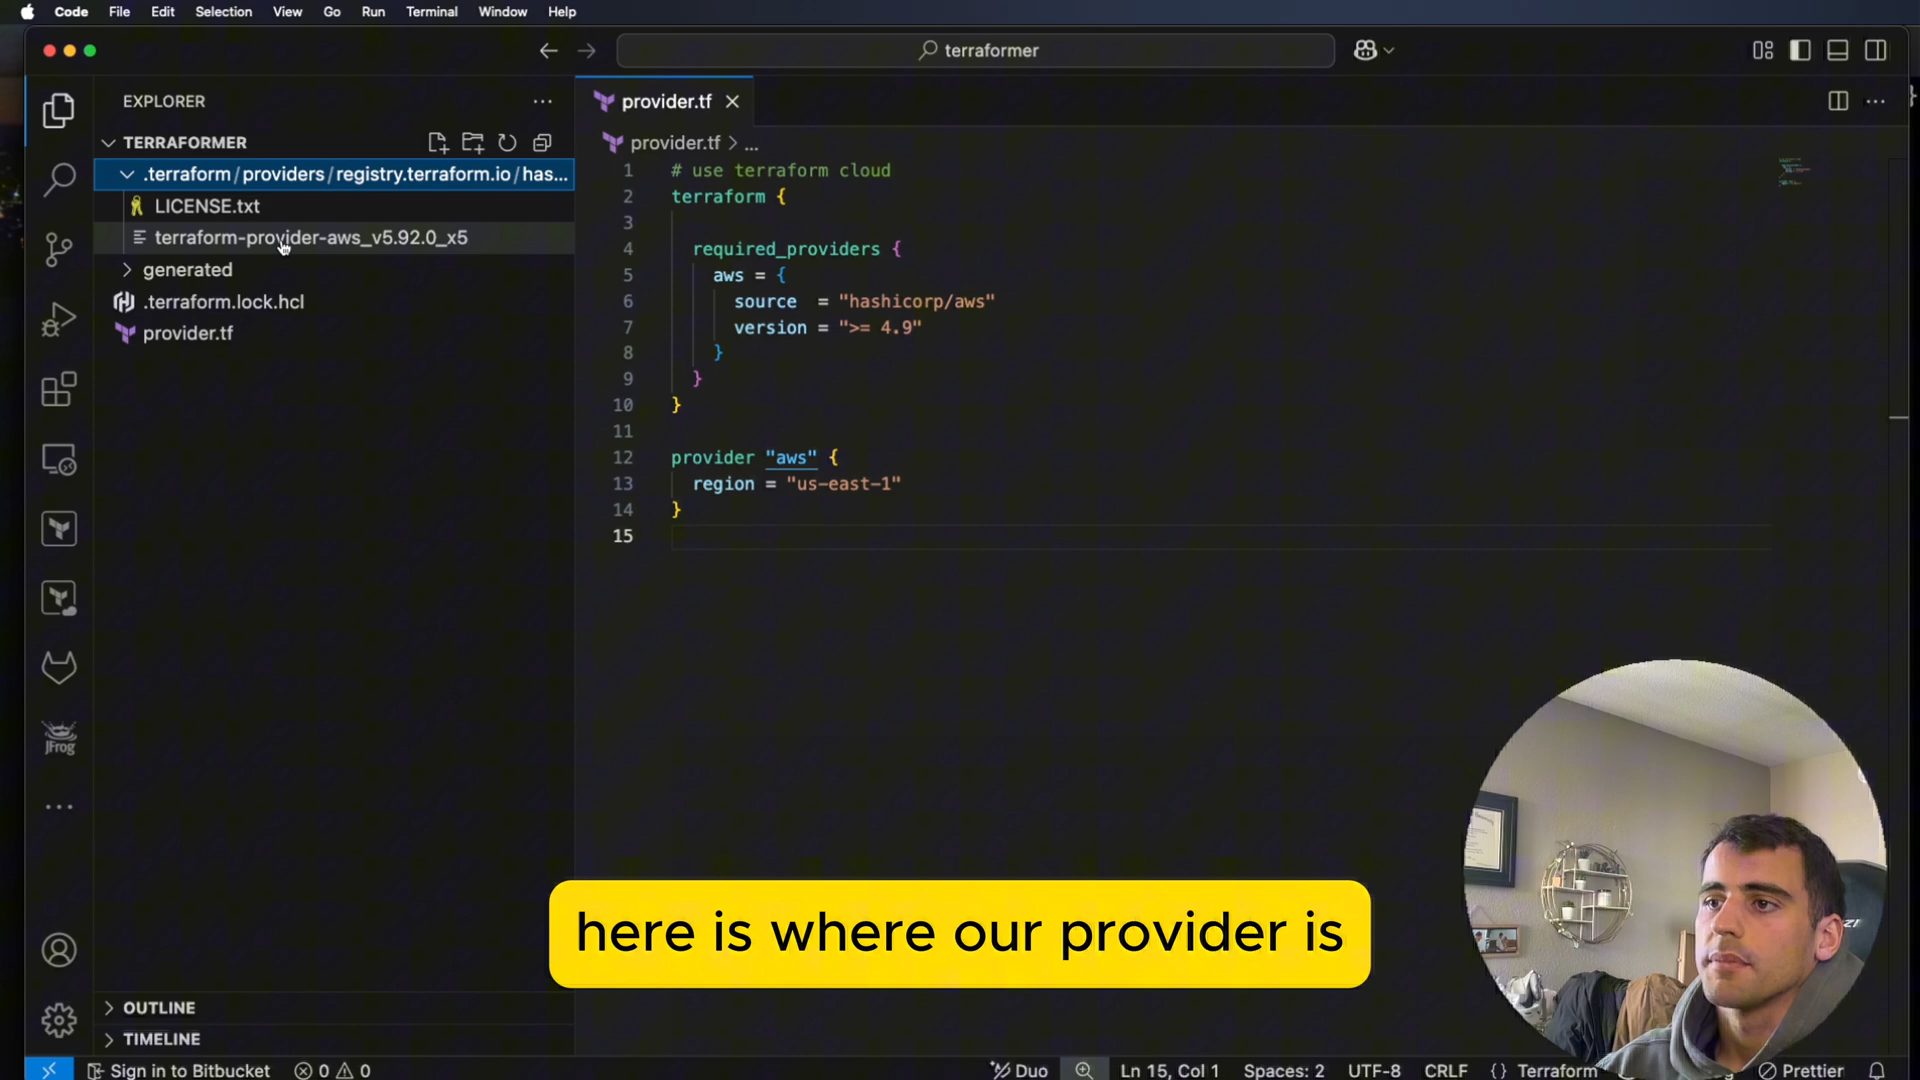 Code File Edit Selection View Go Run Terminal Window Help
terraformer
EXPLORER
TERRAFORMER
.terraform/providers/registry.terraform.io/has...
LICENSE.txt
terraform-provider-aws_v5.92.0_x5
generated
.terraform.lock.hcl
provider.tf
OUTLINE
TIMELINE
provider.tf
provider.tf > ...
1 # use terraform cloud
2 terraform {
3
4 required_providers {
5 aws = {
6 source = "hashicorp/aws"
7 version = ">= 4.9"
8 }
9 }
10 }
11
12 provider "aws" {
13 region = "us-east-1"
14 }
15
JFrog
here is where our provider is
Sign in to Bitbucket 0 0 Duo Ln 15, Col 1 Spaces: 2 UTF-8 CRLF {} Terraform Prettier